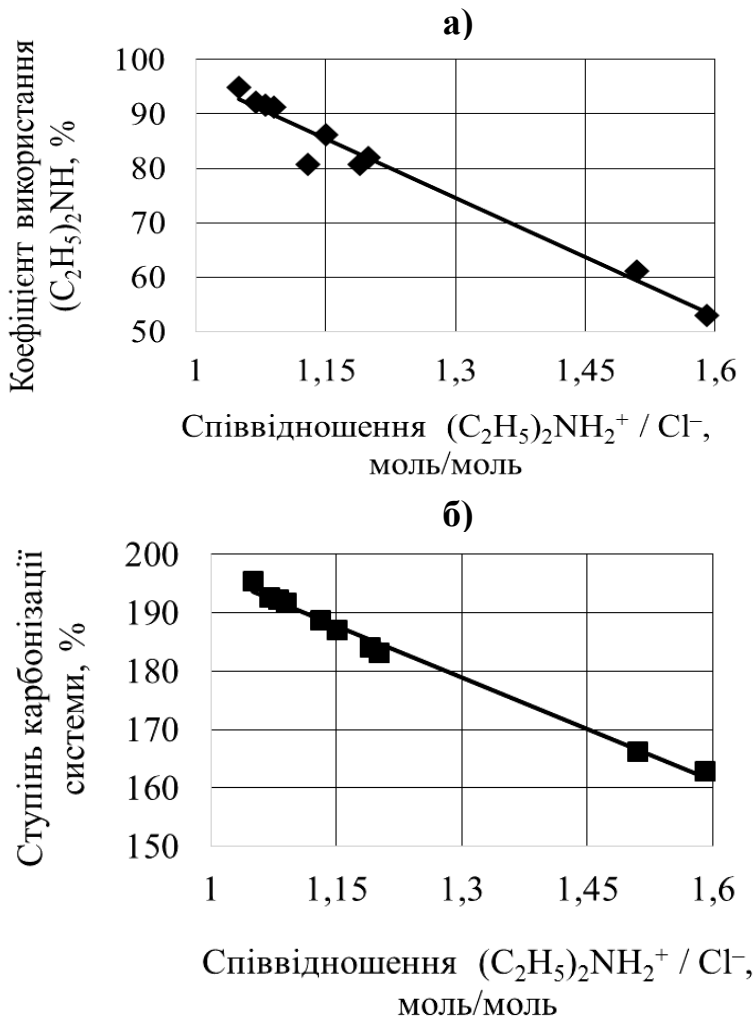 а)
Коефіцієнт використання
(C₂H₅)₂NH, %
100
90
80
70
60
50
1 1,15 1,3 1,45 1,6
Співвідношення (C₂H₅)₂NH₂⁺ / Cl⁻,
моль/моль
б)
Ступінь карбонізації
системи, %
200
190
180
170
160
150
1 1,15 1,3 1,45 1,6
Співвідношення (C₂H₅)₂NH₂⁺ / Cl⁻,
моль/моль